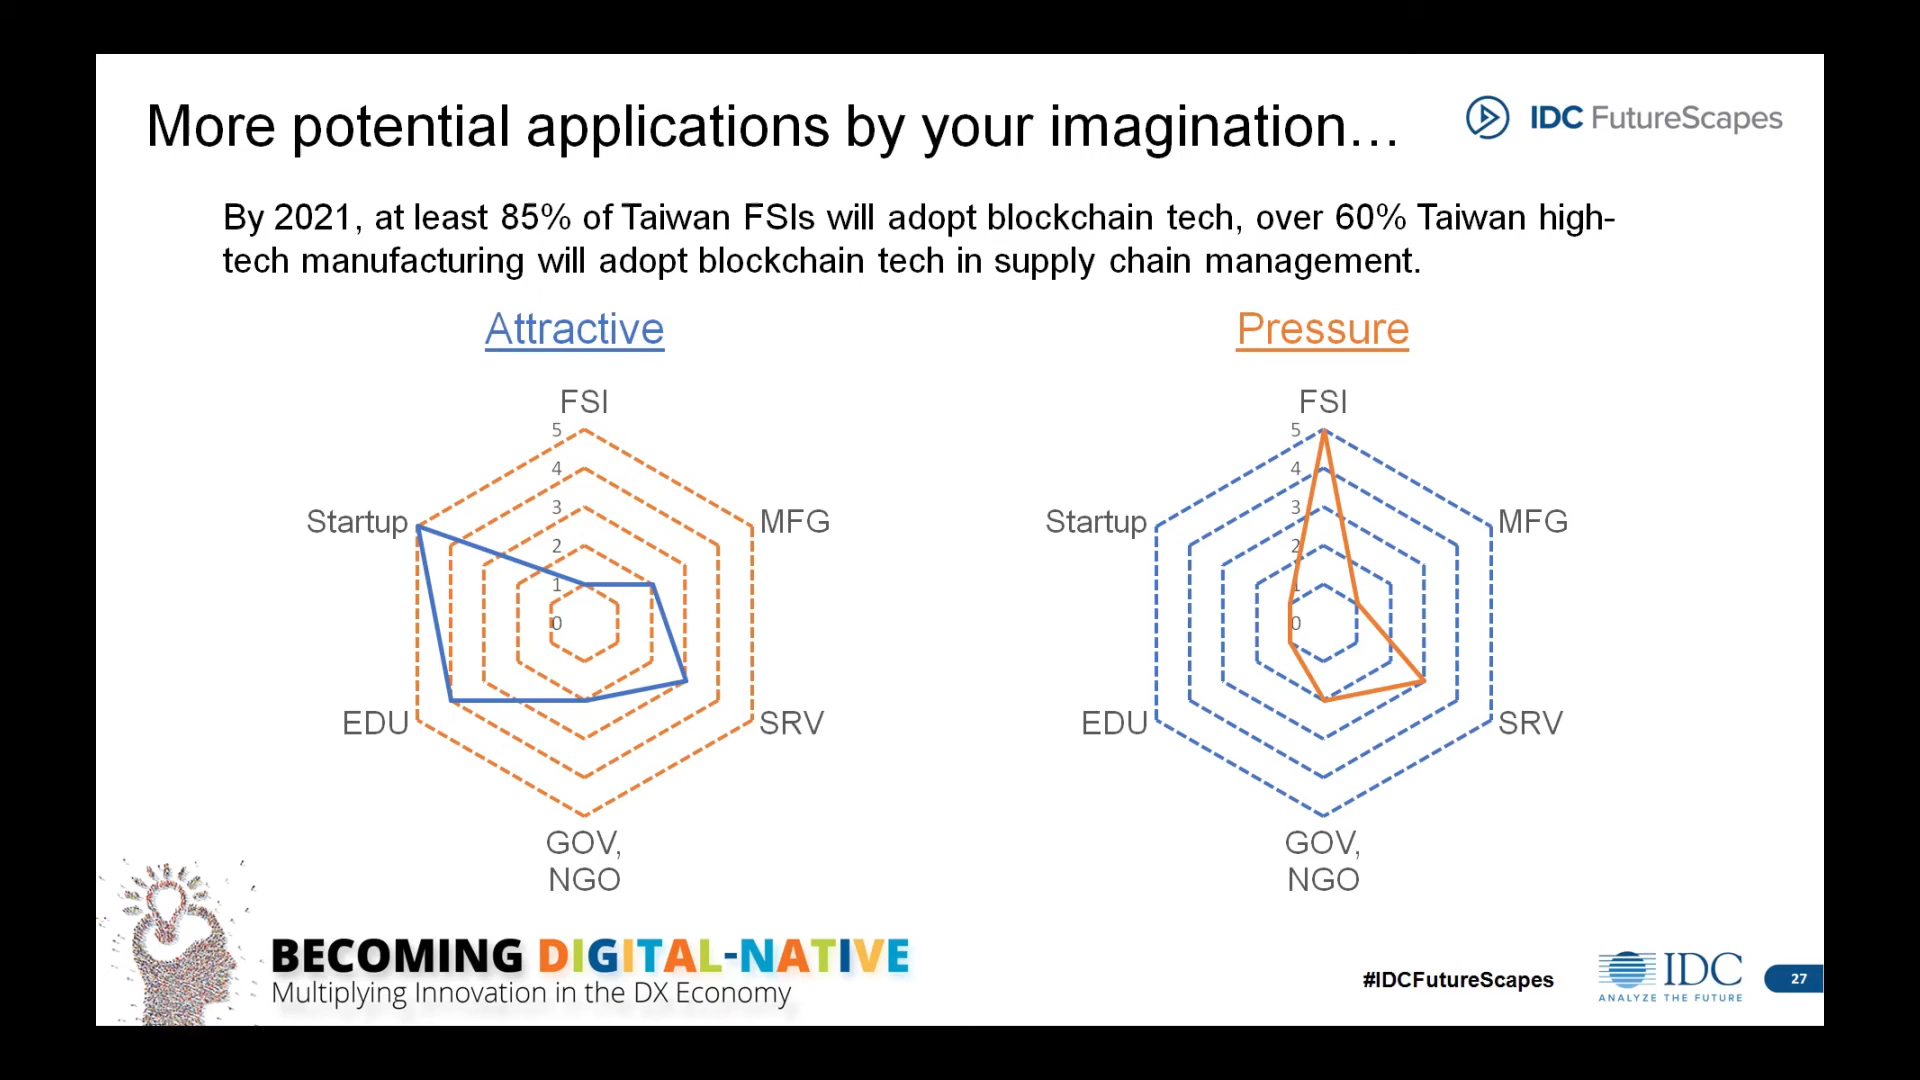 More potential applications by your imagination...
IDC FutureScapes
By 2021, at least 85% of Taiwan FSIs will adopt blockchain tech, over 60% Taiwan high-
tech manufacturing will adopt blockchain tech in supply chain management.
Attractive
FSI
5
4
3
2
1
0
Startup
MFG
EDU
SRV
GOV,
NGO
Pressure
FSI
5
4
3
2
1
0
Startup
MFG
EDU
SRV
GOV,
NGO
BECOMING DIGITAL-NATIVE
Multiplying Innovation in the DX Economy
#IDCFutureScapes
IDC
ANALYZE THE FUTURE
27